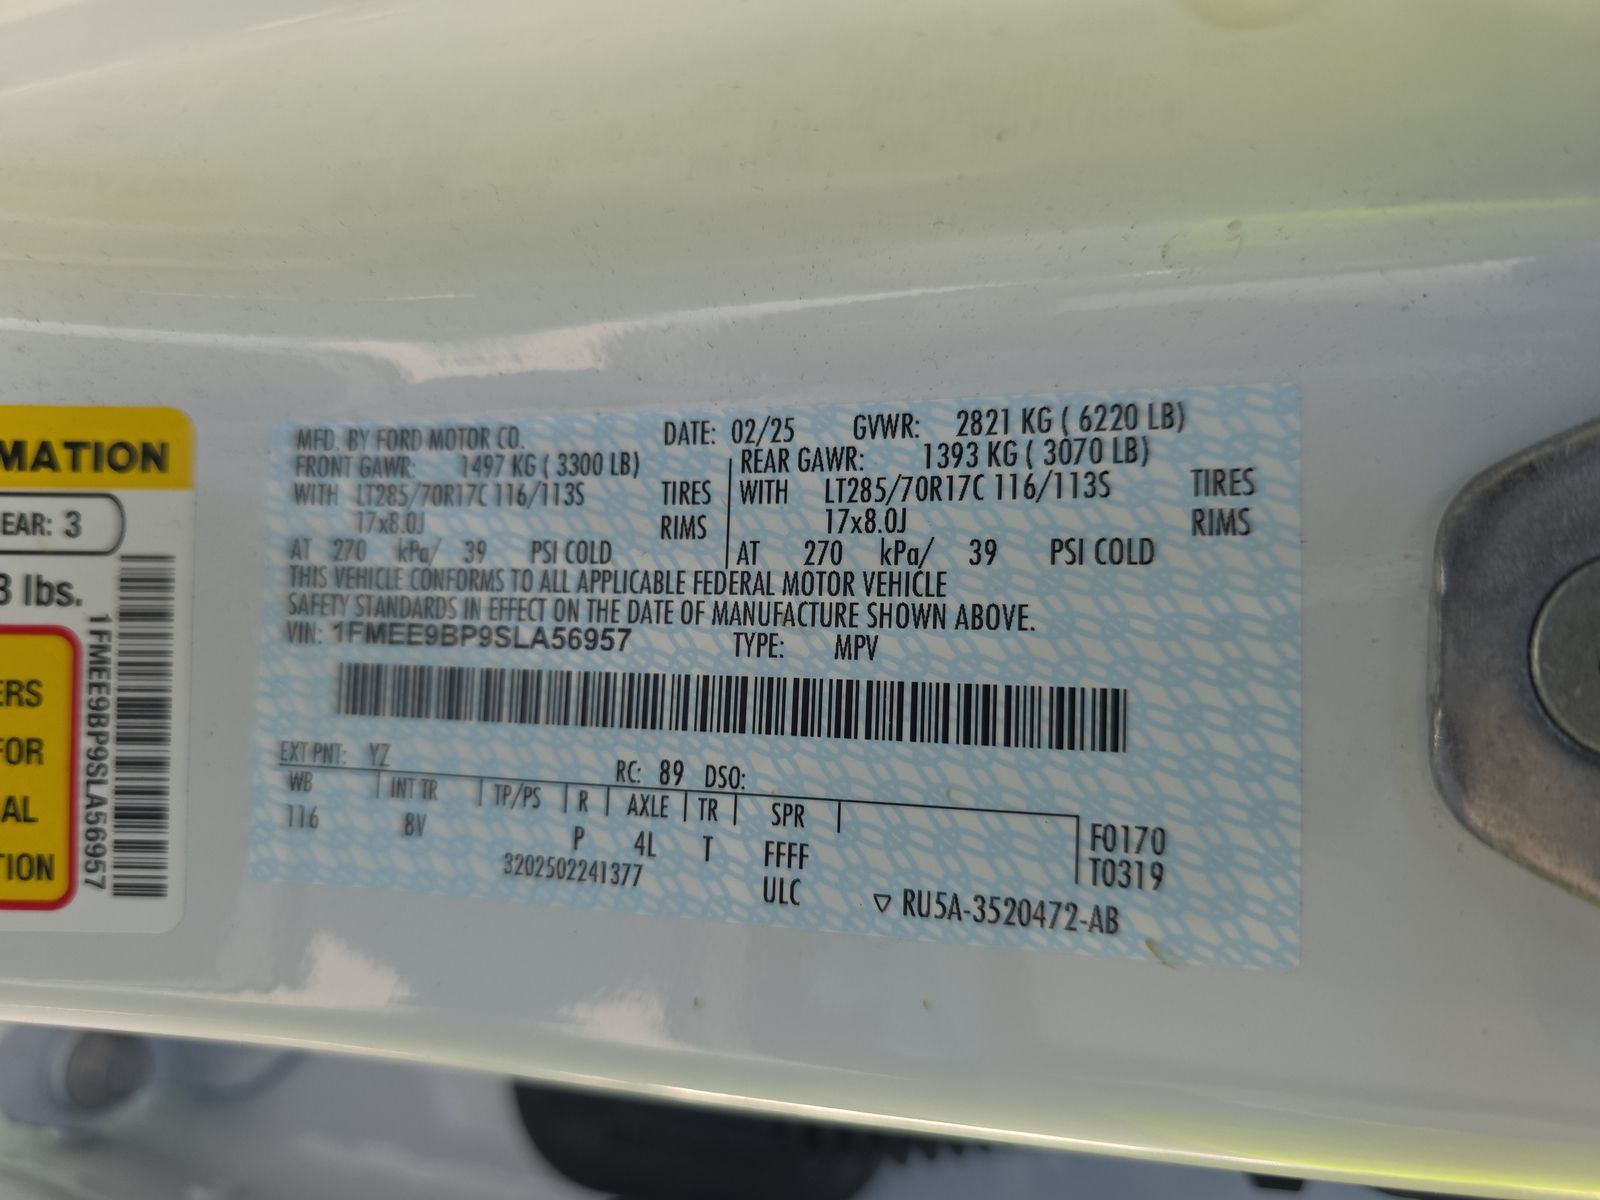 MATION
EAR: 3
3 lbs.
ERS
FOR
AL
TION
1FMEE9BP9SLA56957
MFD. BY FORD MOTOR CO. DATE: 02/25 GVWR: 2821 KG ( 6220 LB)
FRONT GAWR: 1497 KG ( 3300 LB) REAR GAWR: 1393 KG ( 3070 LB)
WITH LT285/70R17C 116/113S TIRES WITH LT285/70R17C 116/113S TIRES
17x8.0J RIMS 17x8.0J RIMS
AT 270 kPa/ 39 PSI COLD AT 270 kPa/ 39 PSI COLD
THIS VEHICLE CONFORMS TO ALL APPLICABLE FEDERAL MOTOR VEHICLE
SAFETY STANDARDS IN EFFECT ON THE DATE OF MANUFACTURE SHOWN ABOVE.
VIN: 1FMEE9BP9SLA56957 TYPE: MPV
EXT PNT: YZ RC: 89 DSO:
WB INT TR TP/PS R AXLE TR SPR
116 8V P 4L T FFFF F0170
3202502241377 ULC T0319
▽ RU5A-3520472-AB